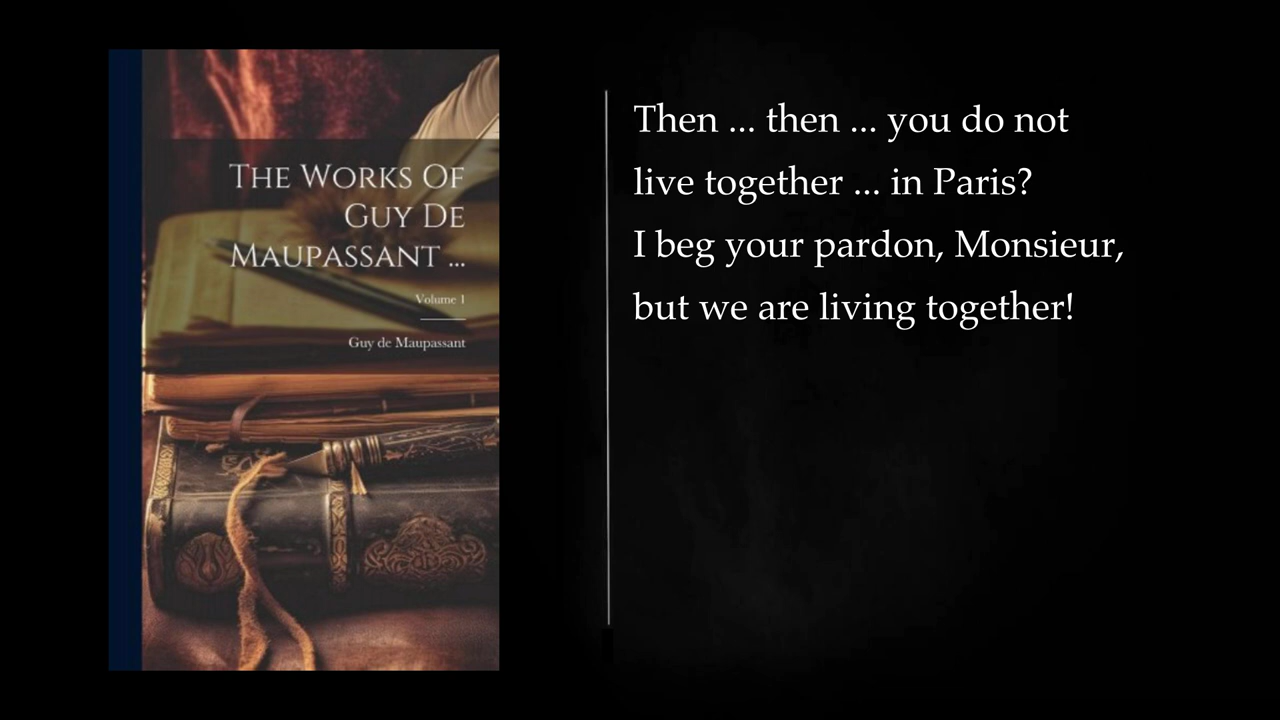 The Works Of
Guy De
Maupassant ...
Volume 1
Guy de Maupassant
Then ... then ... you do not
live together ... in Paris?
I beg your pardon, Monsieur,
but we are living together!